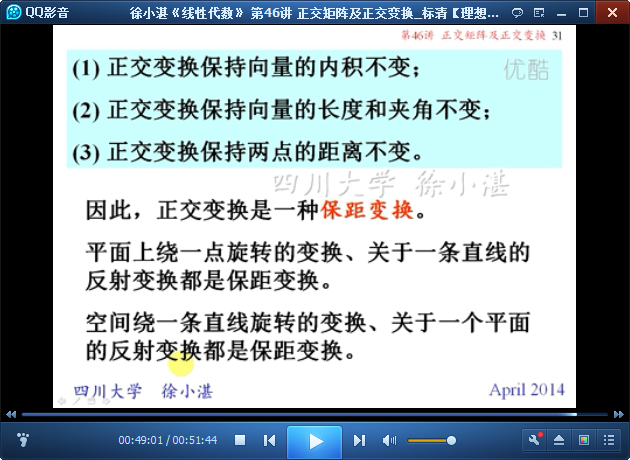 QQ影音
徐小湛《线性代数》 第46讲 正交矩阵及正交变换_标清【理想...
第46讲 正交矩阵及正交变换 31
优酷
(1) 正交变换保持向量的内积不变；
(2) 正交变换保持向量的长度和夹角不变；
(3) 正交变换保持两点的距离不变。
四川大学 徐小湛
因此，正交变换是一种保距变换。
平面上绕一点旋转的变换、关于一条直线的
反射变换都是保距变换。
空间绕一条直线旋转的变换、关于一个平面
的反射变换都是保距变换。
四川大学 徐小湛
April 2014
00:49:01 / 00:51:44